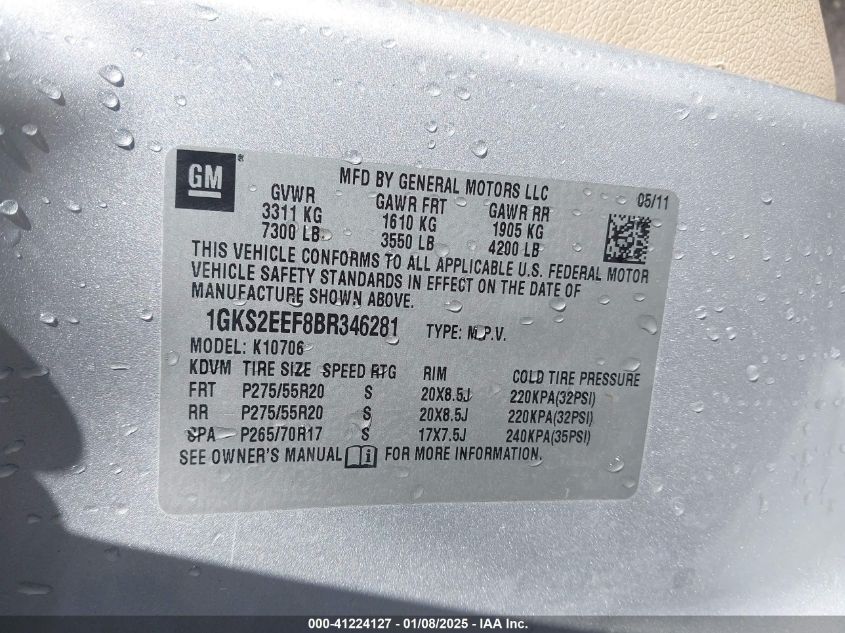 GM ®
MFD BY GENERAL MOTORS LLC
05/11
GVWR GAWR FRT GAWR RR
3311 KG 1610 KG 1905 KG
7300 LB 3550 LB 4200 LB
THIS VEHICLE CONFORMS TO ALL APPLICABLE U.S. FEDERAL MOTOR
VEHICLE SAFETY STANDARDS IN EFFECT ON THE DATE OF
MANUFACTURE SHOWN ABOVE.
1GKS2EEF8BR346281 TYPE: M.P.V.
MODEL: K10706
KDVM TIRE SIZE SPEED RTG RIM COLD TIRE PRESSURE
FRT P275/55R20 S 20X8.5J 220KPA(32PSI)
RR P275/55R20 S 20X8.5J 220KPA(32PSI)
SPA P265/70R17 S 17X7.5J 240KPA(35PSI)
SEE OWNER'S MANUAL i FOR MORE INFORMATION.
000-41224127 - 01/08/2025 - IAA Inc.